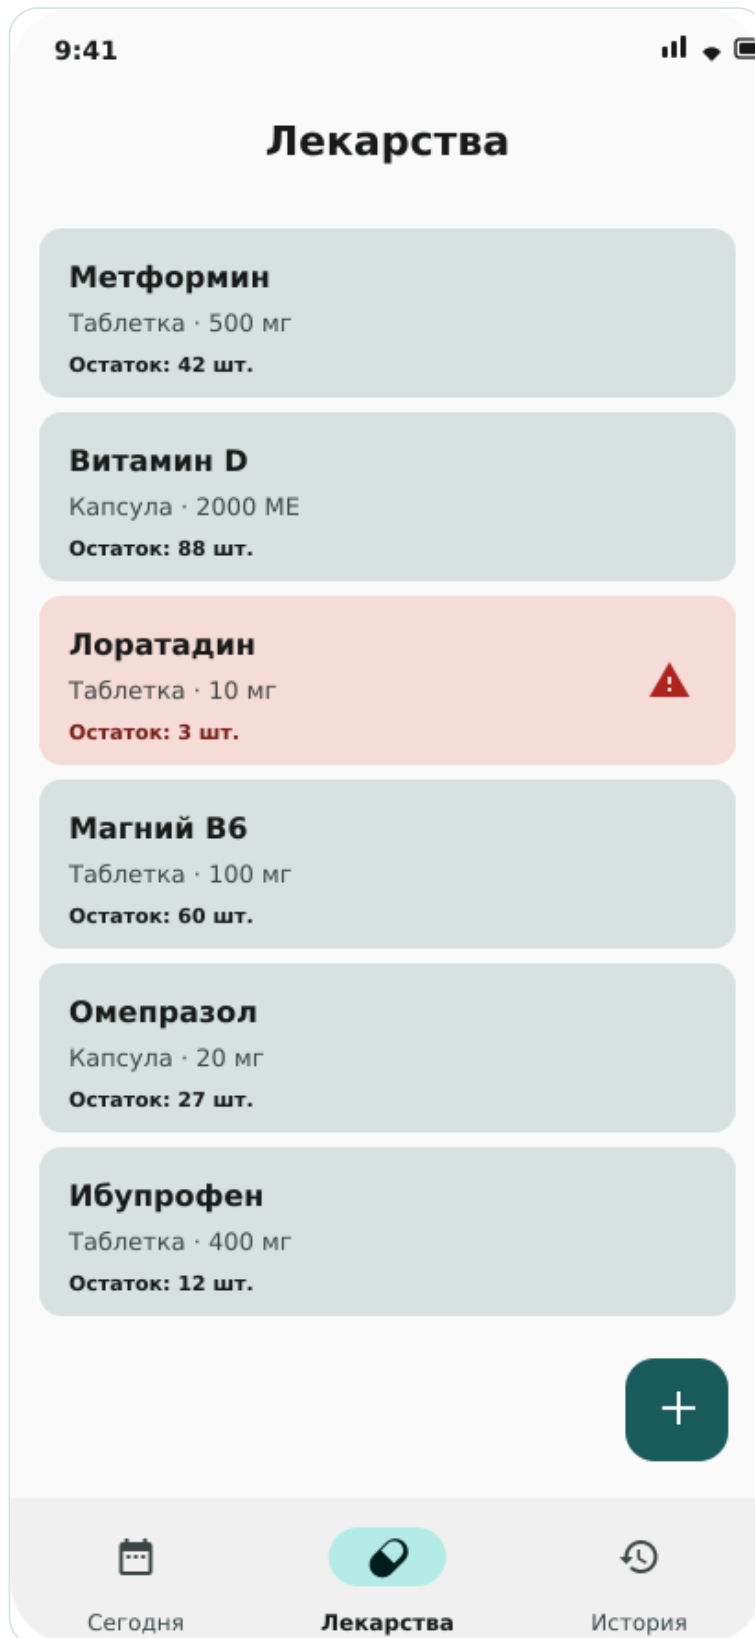 9:41
Лекарства
Метформин
Таблетка · 500 мг
Остаток: 42 шт.
Витамин D
Капсула · 2000 МЕ
Остаток: 88 шт.
Лоратадин
Таблетка · 10 мг
Остаток: 3 шт.
Магний B6
Таблетка · 100 мг
Остаток: 60 шт.
Омепразол
Капсула · 20 мг
Остаток: 27 шт.
Ибупрофен
Таблетка · 400 мг
Остаток: 12 шт.
Сегодня
Лекарства
История